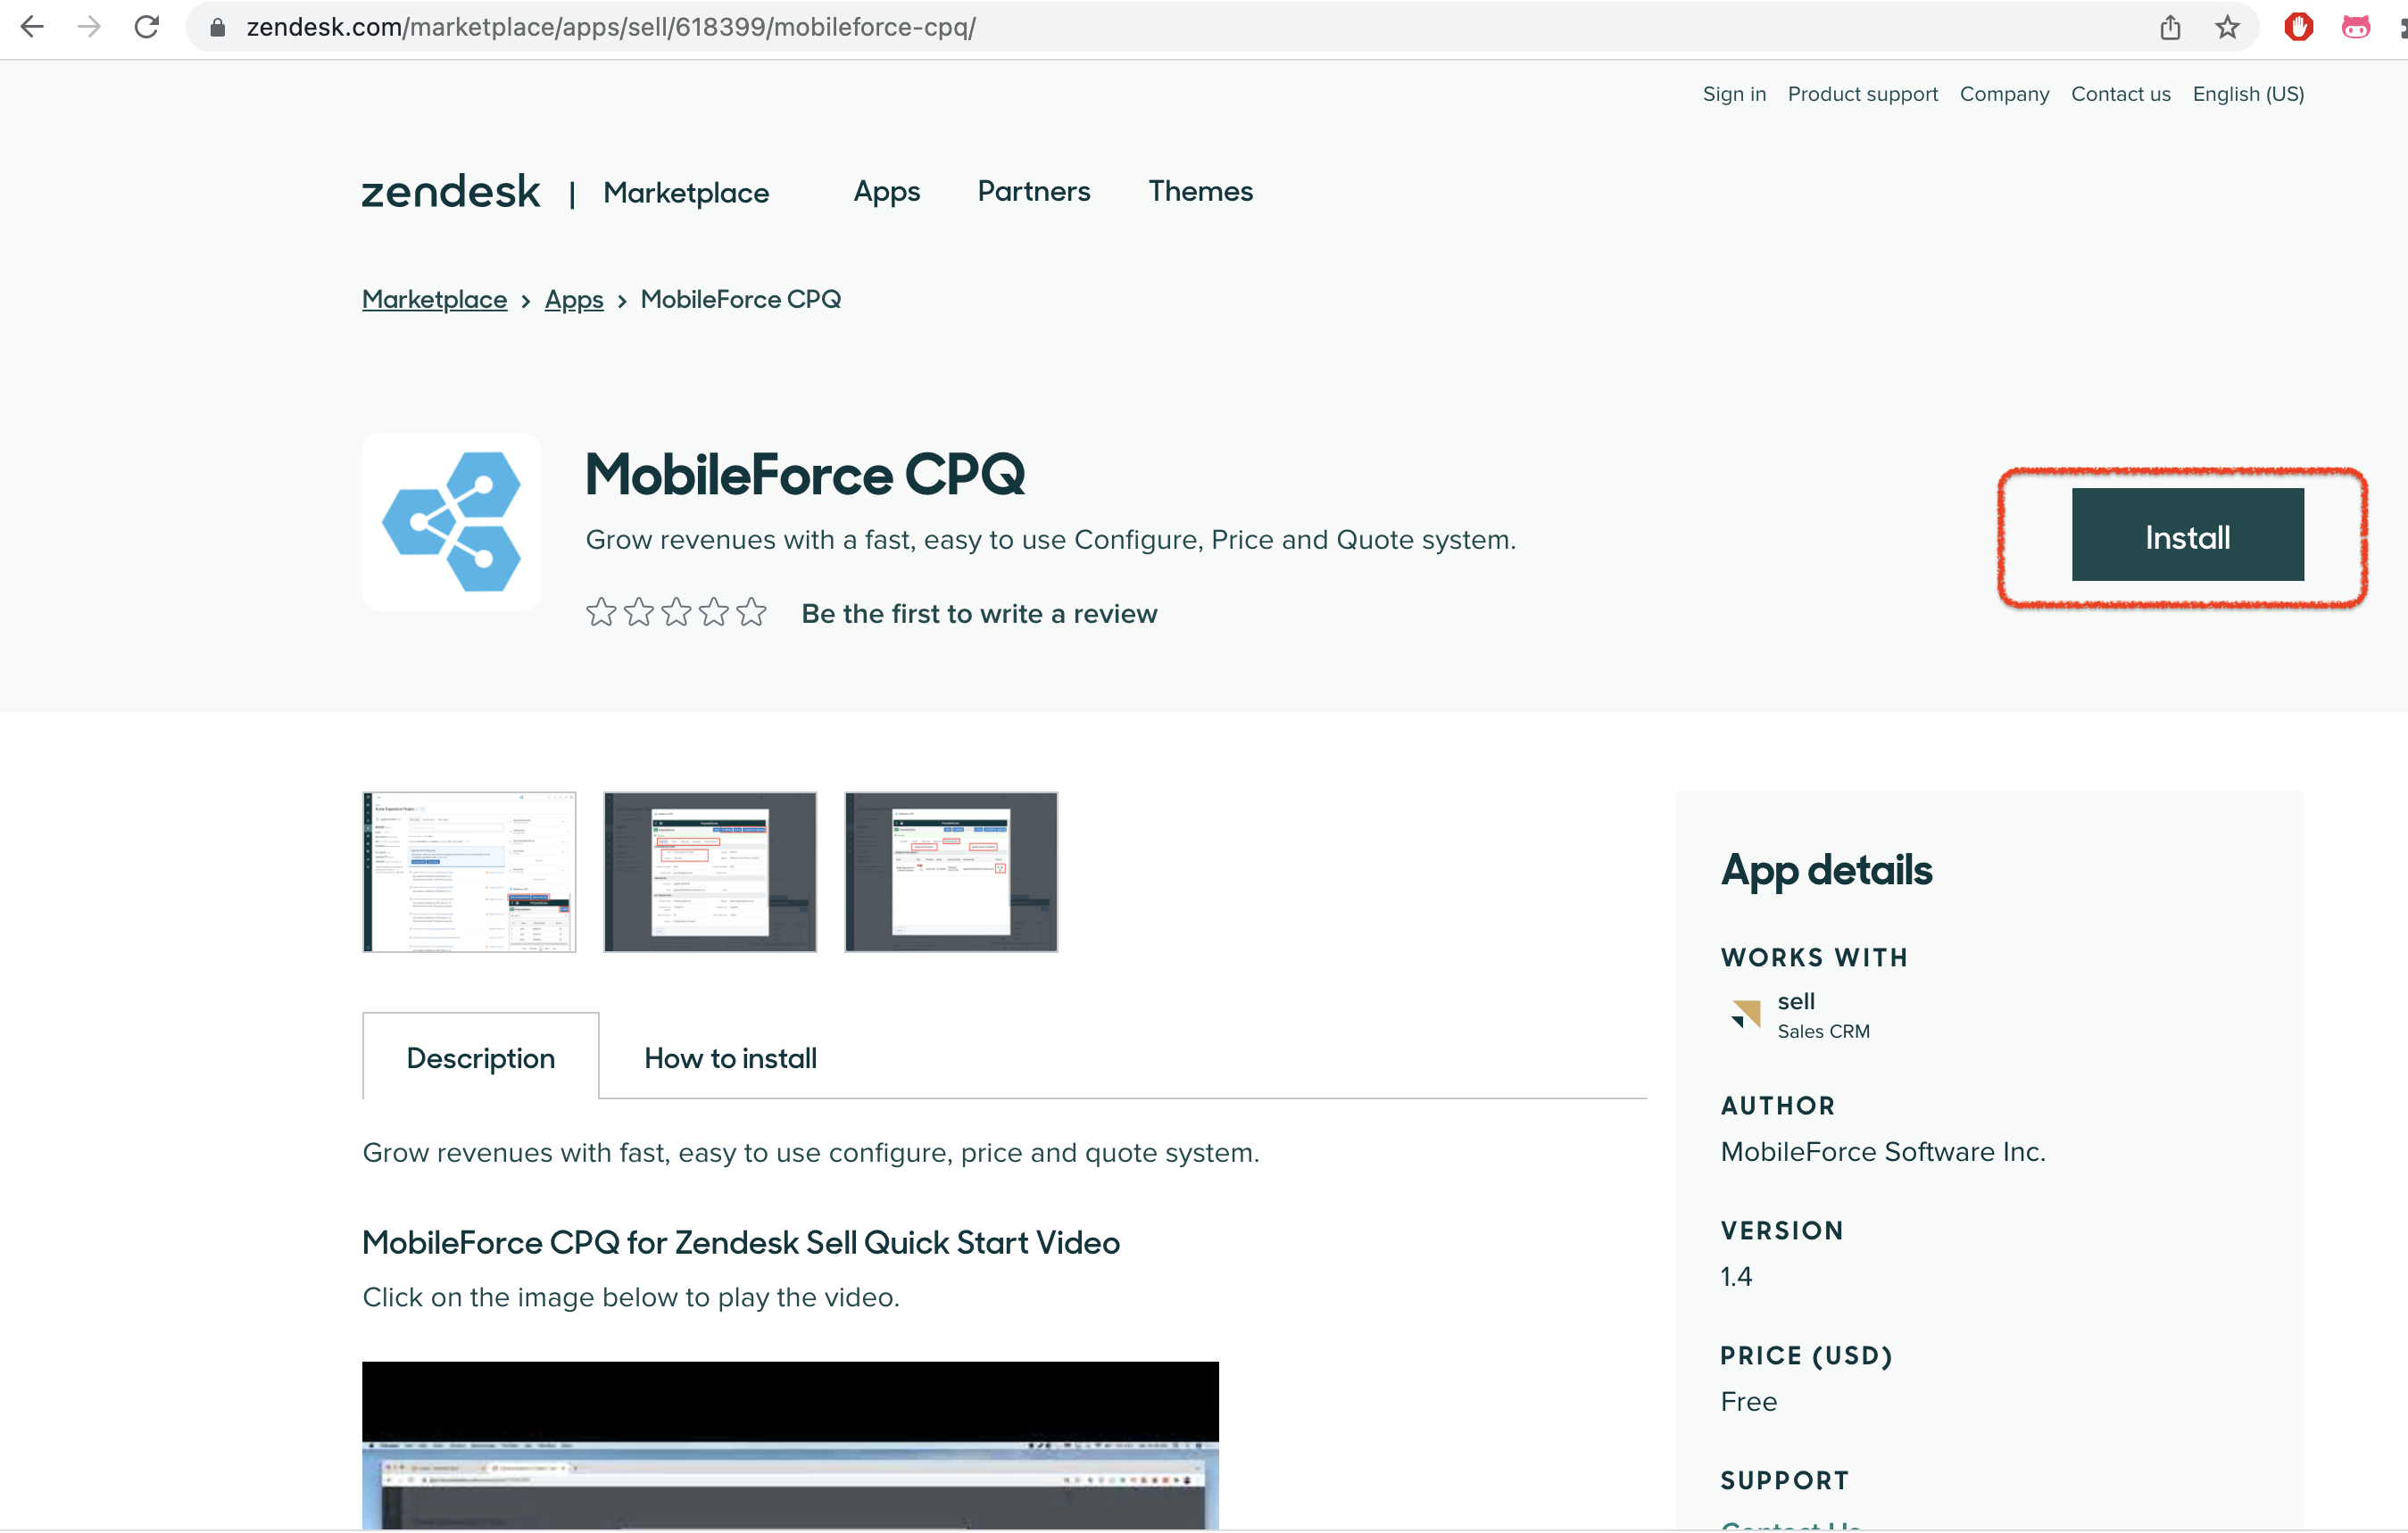 zendesk.com/marketplace/apps/sell/618399/mobileforce-cpq/
Sign in Product support Company Contact us English (US)
zendesk | Marketplace Apps Partners Themes
Marketplace > Apps > MobileForce CPQ
MobileForce CPQ
Grow revenues with a fast, easy to use Configure, Price and Quote system.
Be the first to write a review
Install
Description How to install
Grow revenues with fast, easy to use configure, price and quote system.
MobileForce CPQ for Zendesk Sell Quick Start Video
Click on the image below to play the video.
App details
WORKS WITH
sell
Sales CRM
AUTHOR
MobileForce Software Inc.
VERSION
1.4
PRICE (USD)
Free
SUPPORT
Contact Us